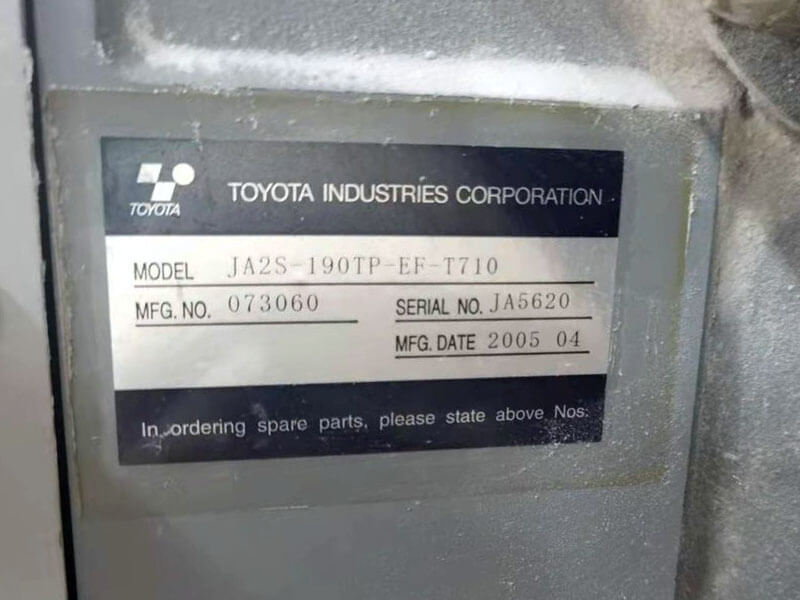 TOYOTA
TOYOTA INDUSTRIES CORPORATION
MODEL JA2S-190TP-EF-T710
MFG. NO. 073060
SERIAL NO. JA5620
MFG. DATE 2005 04
In ordering spare parts, please state above Nos.